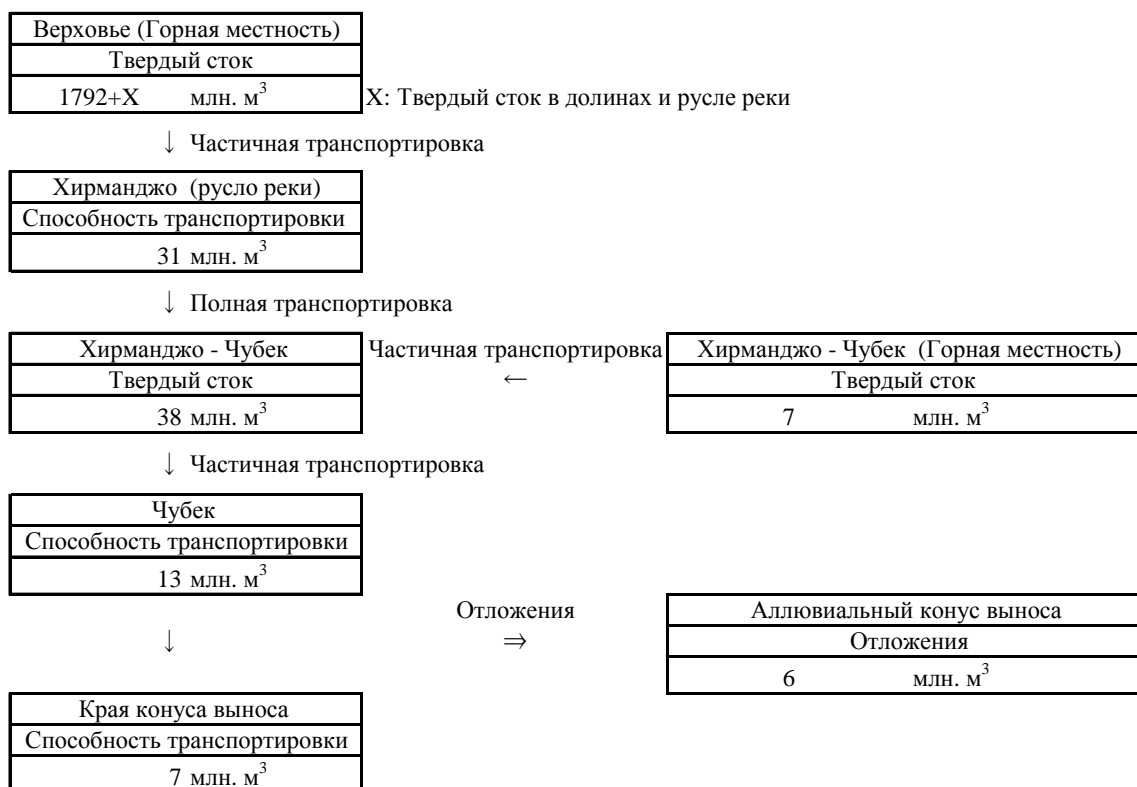 Верховье (Горная местность)
Твердый сток
1792+X млн. м³ X: Твердый сток в долинах и русле реки
↓ Частичная транспортировка
Хирманджо (русло реки)
Способность транспортировки
31 млн. м³
↓ Полная транспортировка
Хирманджо - Чубек Частичная транспортировка Хирманджо - Чубек (Горная местность)
Твердый сток ← Твердый сток
38 млн. м³ 7 млн. м³
↓ Частичная транспортировка
Чубек
Способность транспортировки
13 млн. м³
Отложения Аллювиальный конус выноса
↓ ⇒ Отложения
6 млн. м³
Края конуса выноса
Способность транспортировки
7 млн. м³